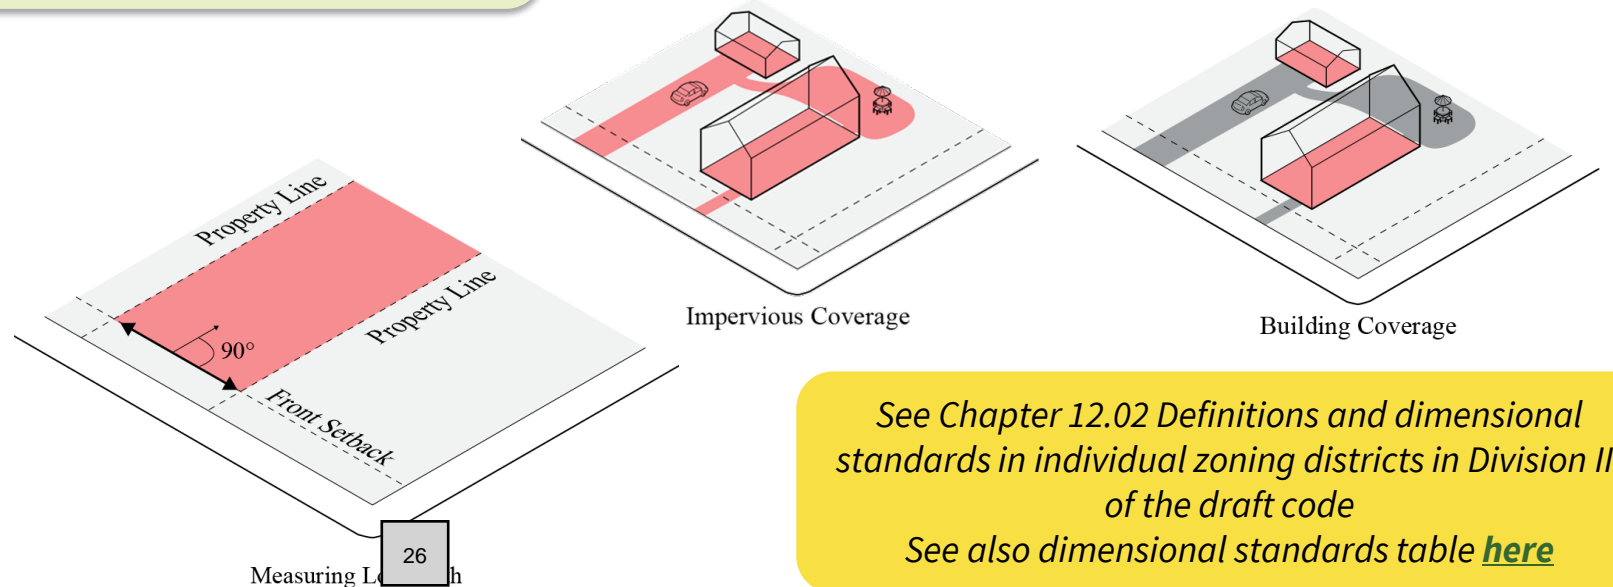 Property Line
Property Line
90°
Front Setback
Measuring
26
Impervious Coverage
Building Coverage
See Chapter 12.02 Definitions and dimensional
standards in individual zoning districts in Division II
of the draft code
See also dimensional standards table here